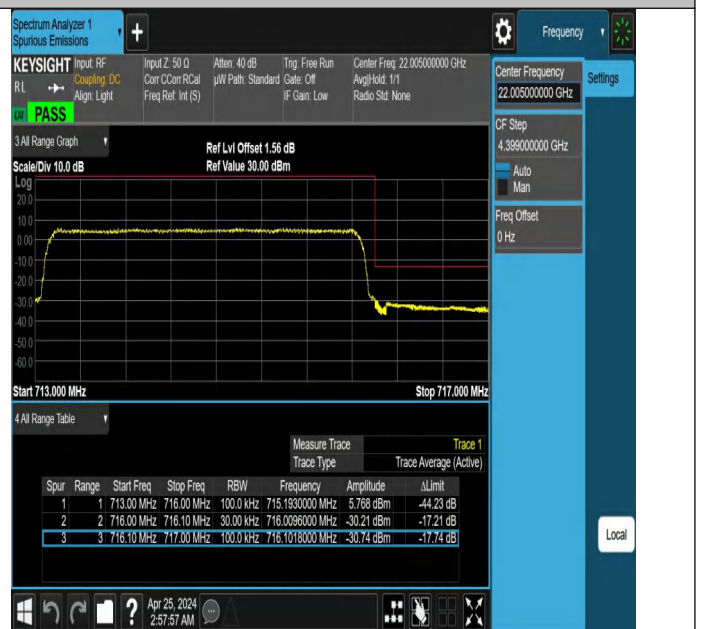 Spectrum Analyzer 1
Spurious Emissions
+
Frequency
KEYSIGHT
RL
Input: RF
Coupling: DC
Align: Light
Input Z: 50 Ω
Corr CCorr RCal
Freq Ref: Int (S)
Atten: 40 dB
µW Path: Standard
Trig: Free Run
Gate: Off
IF Gain: Low
Center Freq: 22.005000000 GHz
Avg|Hold: 1/1
Radio Std: None
PASS
Center Frequency
22.005000000 GHz
Settings
CF Step
4.399000000 GHz
Auto
Man
Freq Offset
0 Hz
3 All Range Graph
Ref Lvl Offset 1.56 dB
Scale/Div 10.0 dB
Ref Value 30.00 dBm
Log
20.0
10.0
0.00
-10.0
-20.0
-30.0
-40.0
-50.0
-60.0
Start 713.000 MHz
Stop 717.000 MHz
4 All Range Table
Measure Trace Trace 1
Trace Type Trace Average (Active)
Spur Range Start Freq Stop Freq RBW Frequency Amplitude ΔLimit
1 1 713.00 MHz 716.00 MHz 100.0 kHz 715.1930000 MHz 5.768 dBm -44.23 dB
2 2 716.00 MHz 716.10 MHz 30.00 kHz 716.0096000 MHz -30.21 dBm -17.21 dB
3 3 716.10 MHz 717.00 MHz 100.0 kHz 716.1018000 MHz -30.74 dBm -17.74 dB
Local
?
Apr 25, 2024
2:57:57 AM